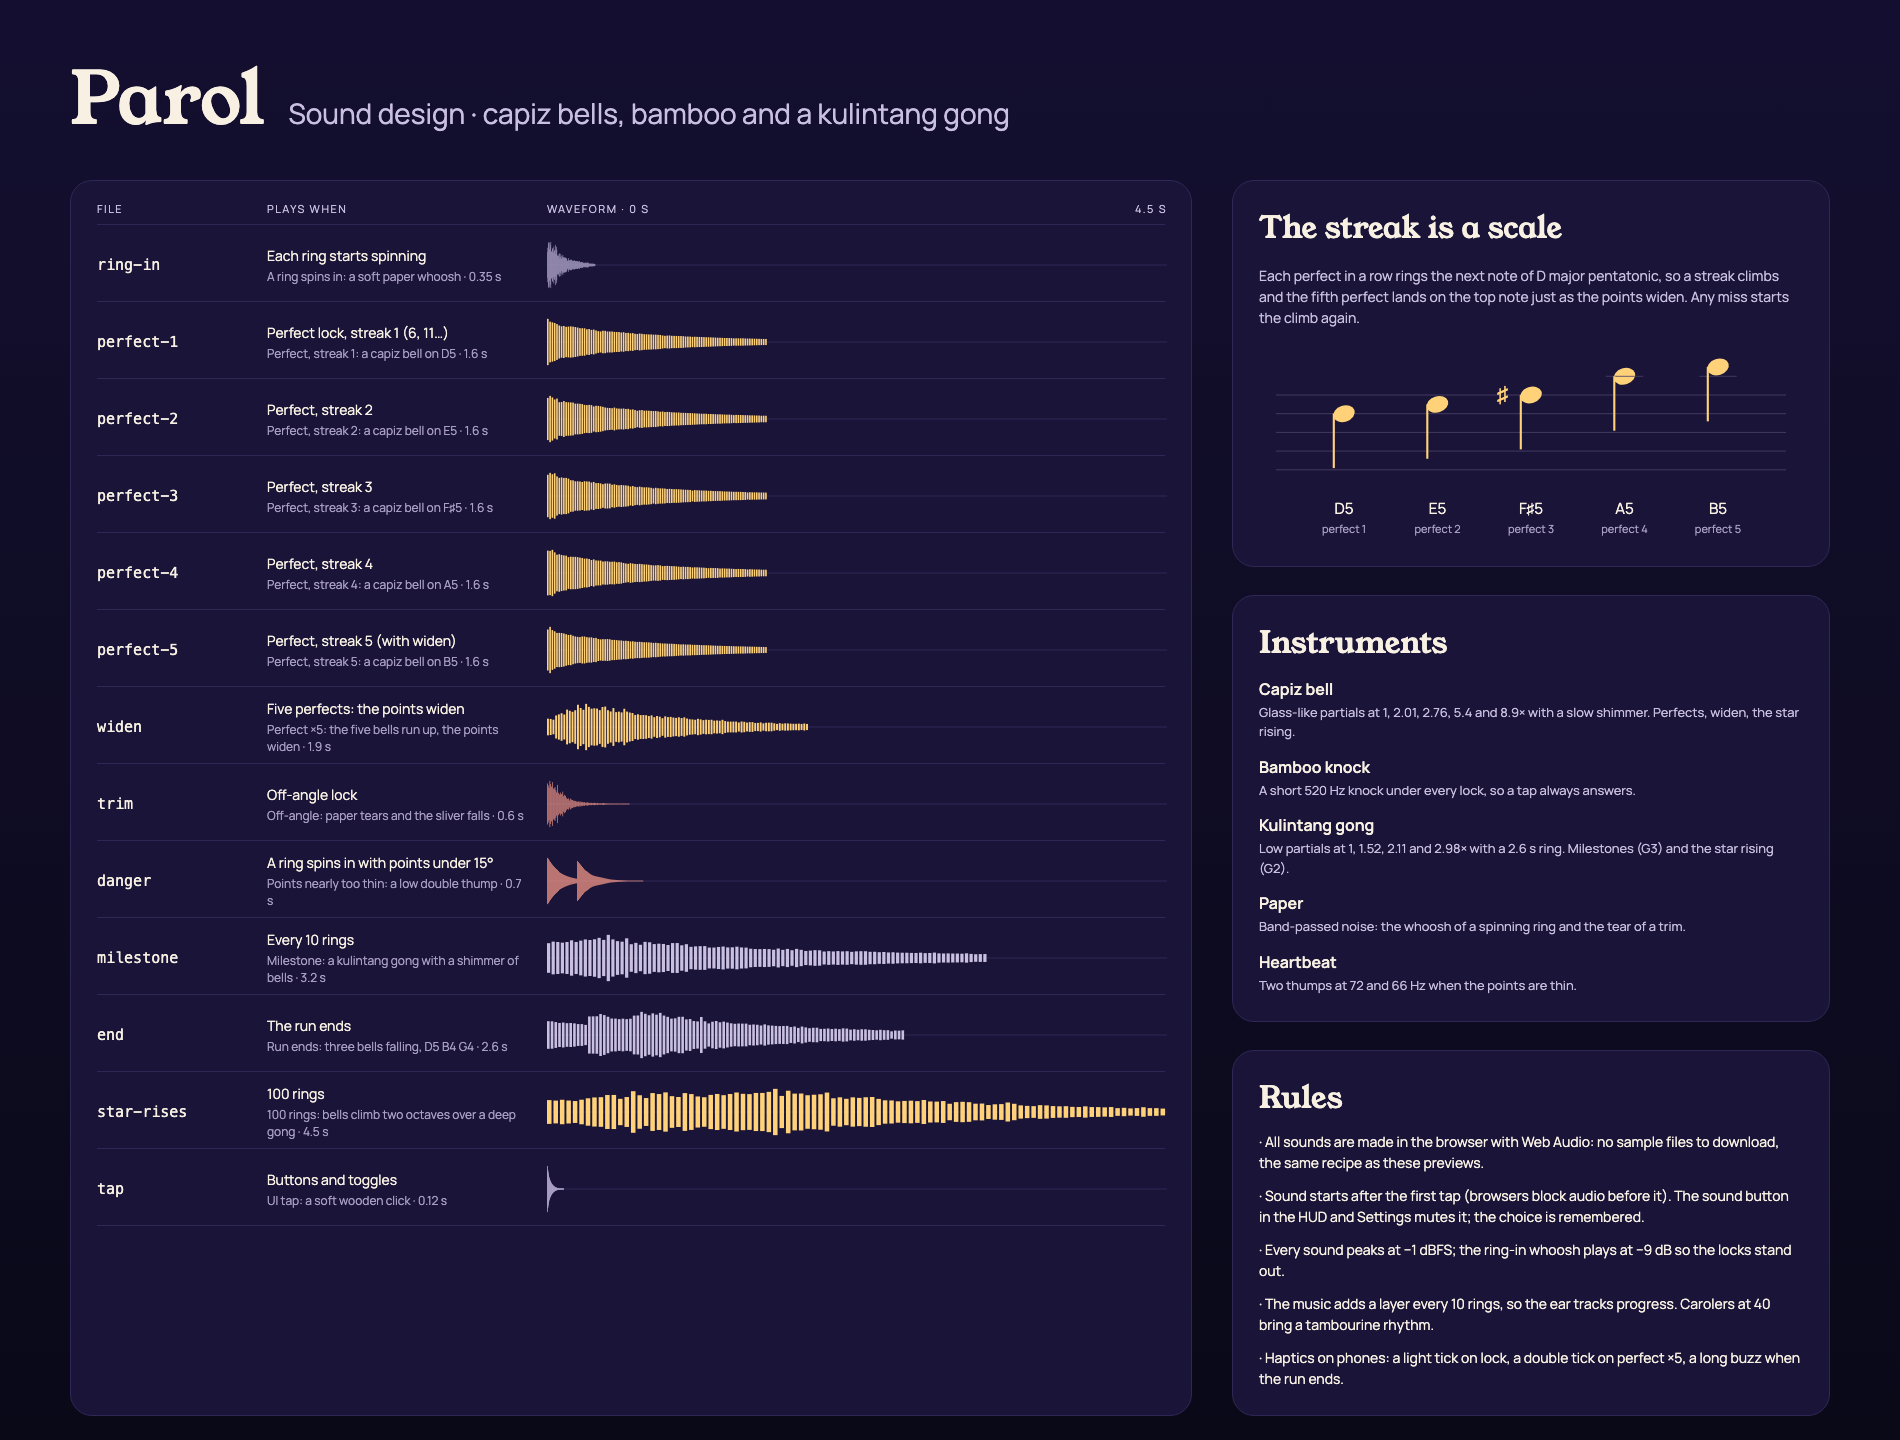 Parol
Sound design · capiz bells, bamboo and a kulintang gong
FILE
PLAYS WHEN
WAVEFORM · 0 S
4.5 S
ring-in
Each ring starts spinning
A ring spins in: a soft paper whoosh · 0.35 s
perfect-1
Perfect lock, streak 1 (6, 11…)
Perfect, streak 1: a capiz bell on D5 · 1.6 s
perfect-2
Perfect, streak 2
Perfect, streak 2: a capiz bell on E5 · 1.6 s
perfect-3
Perfect, streak 3
Perfect, streak 3: a capiz bell on F♯5 · 1.6 s
perfect-4
Perfect, streak 4
Perfect, streak 4: a capiz bell on A5 · 1.6 s
perfect-5
Perfect, streak 5 (with widen)
Perfect, streak 5: a capiz bell on B5 · 1.6 s
widen
Five perfects: the points widen
Perfect ×5: the five bells run up, the points
widen · 1.9 s
trim
Off-angle lock
Off-angle: paper tears and the sliver falls · 0.6 s
danger
A ring spins in with points under 15°
Points nearly too thin: a low double thump · 0.7
s
milestone
Every 10 rings
Milestone: a kulintang gong with a shimmer of
bells · 3.2 s
end
The run ends
Run ends: three bells falling, D5 B4 G4 · 2.6 s
star-rises
100 rings
100 rings: bells climb two octaves over a deep
gong · 4.5 s
tap
Buttons and toggles
UI tap: a soft wooden click · 0.12 s
The streak is a scale
Each perfect in a row rings the next note of D major pentatonic, so a streak climbs
and the fifth perfect lands on the top note just as the points widen. Any miss starts
the climb again.
♯
D5 E5 F♯5 A5 B5
perfect 1 perfect 2 perfect 3 perfect 4 perfect 5
Instruments
Capiz bell
Glass-like partials at 1, 2.01, 2.76, 5.4 and 8.9× with a slow shimmer. Perfects, widen, the star
rising.
Bamboo knock
A short 520 Hz knock under every lock, so a tap always answers.
Kulintang gong
Low partials at 1, 1.52, 2.11 and 2.98× with a 2.6 s ring. Milestones (G3) and the star rising
(G2).
Paper
Band-passed noise: the whoosh of a spinning ring and the tear of a trim.
Heartbeat
Two thumps at 72 and 66 Hz when the points are thin.
Rules
· All sounds are made in the browser with Web Audio: no sample files to download,
the same recipe as these previews.
· Sound starts after the first tap (browsers block audio before it). The sound button
in the HUD and Settings mutes it; the choice is remembered.
· Every sound peaks at −1 dBFS; the ring-in whoosh plays at −9 dB so the locks stand
out.
· The music adds a layer every 10 rings, so the ear tracks progress. Carolers at 40
bring a tambourine rhythm.
· Haptics on phones: a light tick on lock, a double tick on perfect ×5, a long buzz when
the run ends.